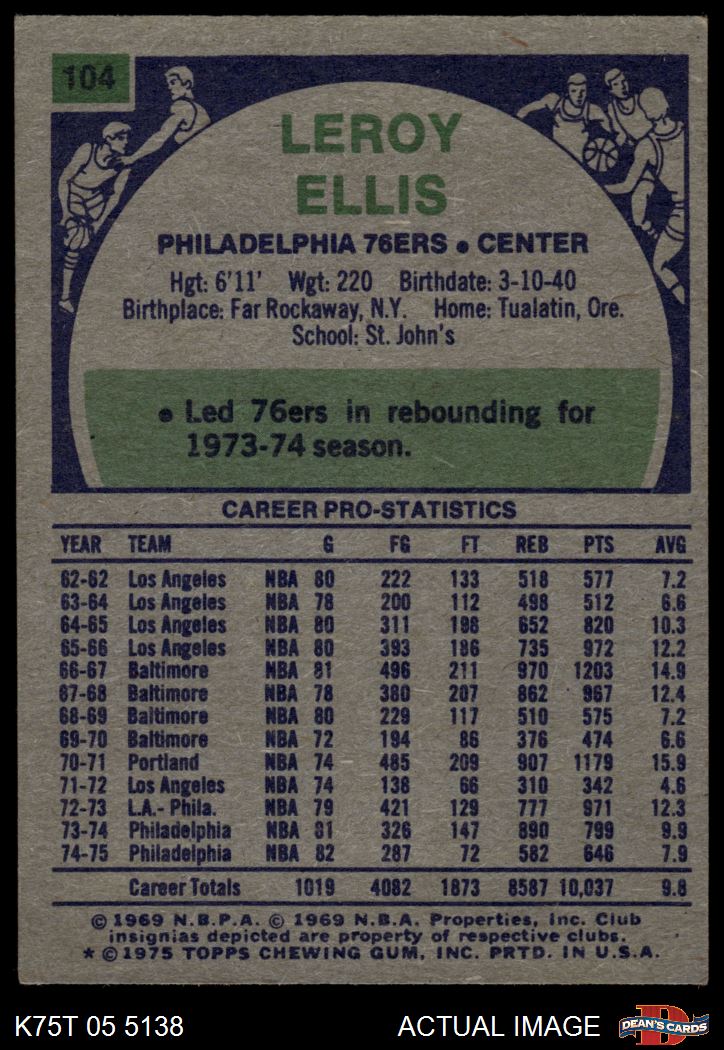 104
LEROY
ELLIS
PHILADELPHIA 76ERS • CENTER
Hgt: 6'11' Wgt: 220 Birthdate: 3-10-40
Birthplace: Far Rockaway, N.Y. Home: Tualatin, Ore.
School: St. John's
• Led 76ers in rebounding for
1973-74 season.
CAREER PRO-STATISTICS
YEAR TEAM G FG FT REB PTS AVG
62-62 Los Angeles NBA 80 222 133 518 577 7.2
63-64 Los Angeles NBA 78 200 112 498 512 6.6
64-65 Los Angeles NBA 80 311 198 652 820 10.3
65-66 Los Angeles NBA 80 393 186 735 972 12.2
66-67 Baltimore NBA 81 496 211 970 1203 14.9
67-68 Baltimore NBA 78 380 207 862 967 12.4
68-69 Baltimore NBA 80 229 117 510 575 7.2
69-70 Baltimore NBA 72 194 86 376 474 6.6
70-71 Portland NBA 74 485 209 907 1179 15.9
71-72 Los Angeles NBA 74 138 66 310 342 4.6
72-73 L.A.- Phila. NBA 79 421 129 777 971 12.3
73-74 Philadelphia NBA 81 326 147 890 799 9.9
74-75 Philadelphia NBA 82 287 72 582 646 7.9
Career Totals 1019 4082 1873 8587 10,037 9.8
© 1969 N.B.P.A. © 1969 N.B.A. Properties, Inc. Club
insignias depicted are property of respective clubs.
* © 1975 TOPPS CHEWING GUM, INC. PRTD. IN U.S.A.
K75T 05 5138 ACTUAL IMAGE
D
DEAN'S CARDS